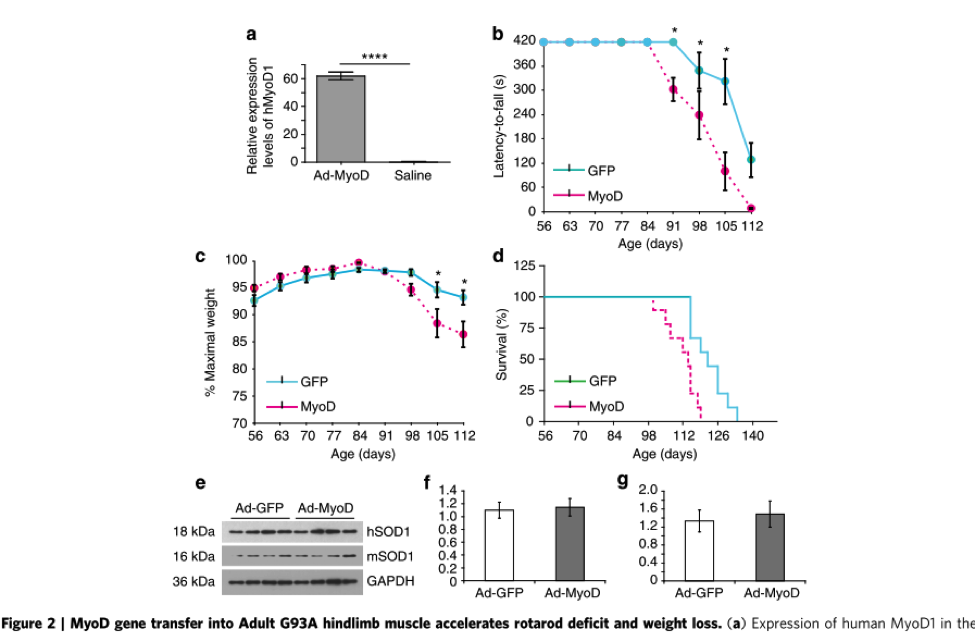 a
Relative expression
levels of hMyoD1
****
60
40
20
0
Ad-MyoD Saline
b
Latency-to-fall (s)
420
360
300
240
180
120
60
0
* * *
GFP
MyoD
56 63 70 77 84 91 98 105 112
Age (days)
c
% Maximal weight
100
95
90
85
80
75
70
* *
GFP
MyoD
56 63 70 77 84 91 98 105 112
Age (days)
d
Survival (%)
125
100
75
50
25
0
GFP
MyoD
56 70 84 98 112 126 140
Age (days)
e
Ad-GFP Ad-MyoD
18 kDa hSOD1
16 kDa mSOD1
36 kDa GAPDH
f
1.4
1.2
1.0
0.8
0.6
0.4
0.2
0
Ad-GFP Ad-MyoD
g
2.0
1.6
1.2
0.8
0.4
0
Ad-GFP Ad-MyoD
Figure 2 | MyoD gene transfer into Adult G93A hindlimb muscle accelerates rotarod deficit and weight loss. (a) Expression of human MyoD1 in the